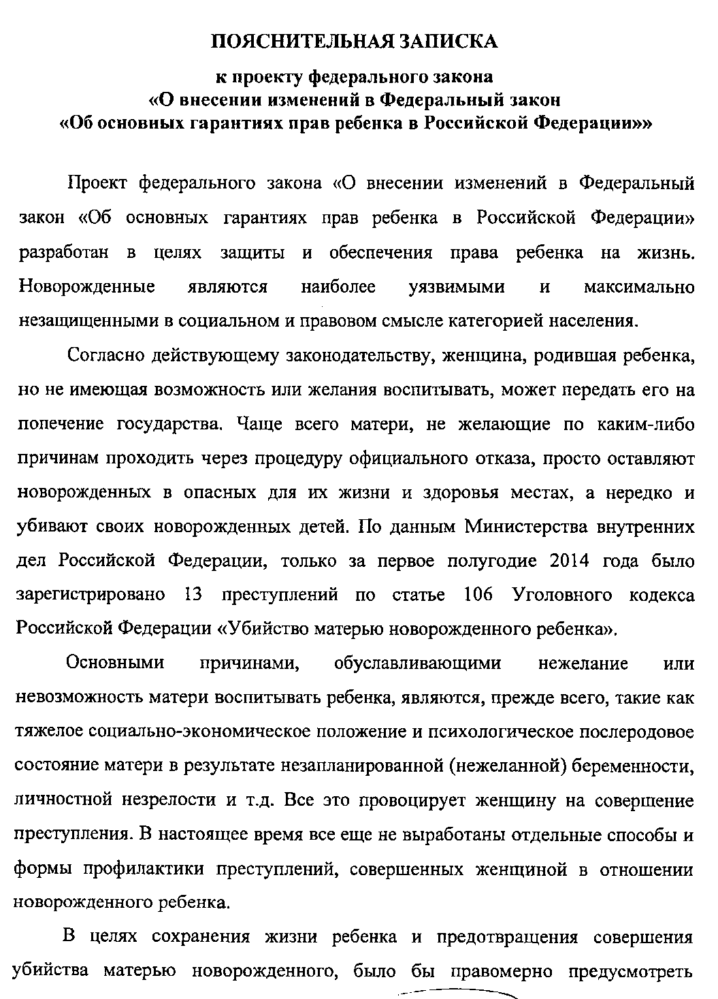 ПОЯСНИТЕЛЬНАЯ ЗАПИСКА
к проекту федерального закона
«О внесении изменений в Федеральный закон
«Об основных гарантиях прав ребенка в Российской Федерации»»
Проект федерального закона «О внесении изменений в Федеральный
закон «Об основных гарантиях прав ребенка в Российской Федерации»
разработан в целях защиты и обеспечения права ребенка на жизнь.
Новорожденные являются наиболее уязвимыми и максимально
незащищенными в социальном и правовом смысле категорией населения.
Согласно действующему законодательству, женщина, родившая ребенка,
но не имеющая возможность или желания воспитывать, может передать его на
попечение государства. Чаще всего матери, не желающие по каким-либо
причинам проходить через процедуру официального отказа, просто оставляют
новорожденных в опасных для их жизни и здоровья местах, а нередко и
убивают своих новорожденных детей. По данным Министерства внутренних
дел Российской Федерации, только за первое полугодие 2014 года было
зарегистрировано 13 преступлений по статье 106 Уголовного кодекса
Российской Федерации «Убийство матерью новорожденного ребенка».
Основными причинами, обуславливающими нежелание или
невозможность матери воспитывать ребенка, являются, прежде всего, такие как
тяжелое социально-экономическое положение и психологическое послеродовое
состояние матери в результате незапланированной (нежеланной) беременности,
личностной незрелости и т.д. Все это провоцирует женщину на совершение
преступления. В настоящее время все еще не выработаны отдельные способы и
формы профилактики преступлений, совершенных женщиной в отношении
новорожденного ребенка.
В целях сохранения жизни ребенка и предотвращения совершения
убийства матерью новорожденного, было бы правомерно предусмотреть